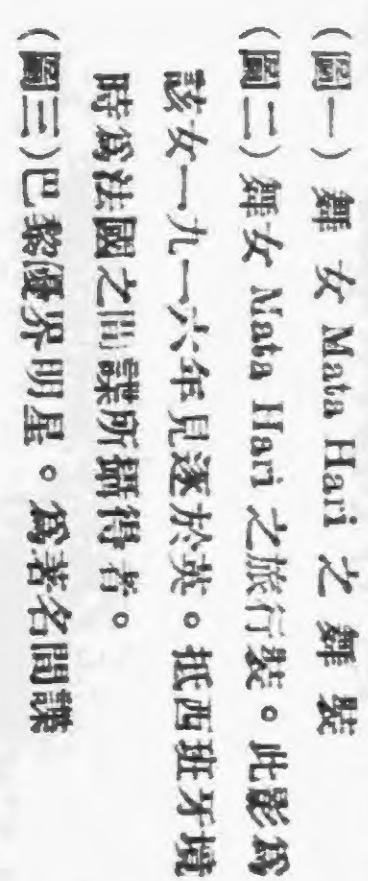 (圖一) 舞女 Mata Hari 之舞裝
(圖二) 舞女 Mata Hari 之旅行裝。此影爲
該女一九一六年見逐於英。抵西班牙境
時爲法國之間諜所攝得者。
(圖三)巴黎優界明星。爲著名間諜